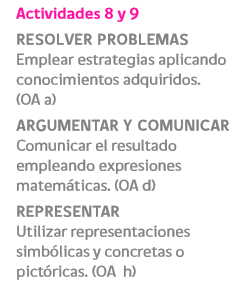 Actividades 8 y 9
RESOLVER PROBLEMAS
Emplear estrategias aplicando
conocimientos adquiridos.
(OA a)
ARGUMENTAR Y COMUNICAR
Comunicar el resultado
empleando expresiones
matemáticas. (OA d)
REPRESENTAR
Utilizar representaciones
simbólicas y concretas o
pictóricas. (OA h)